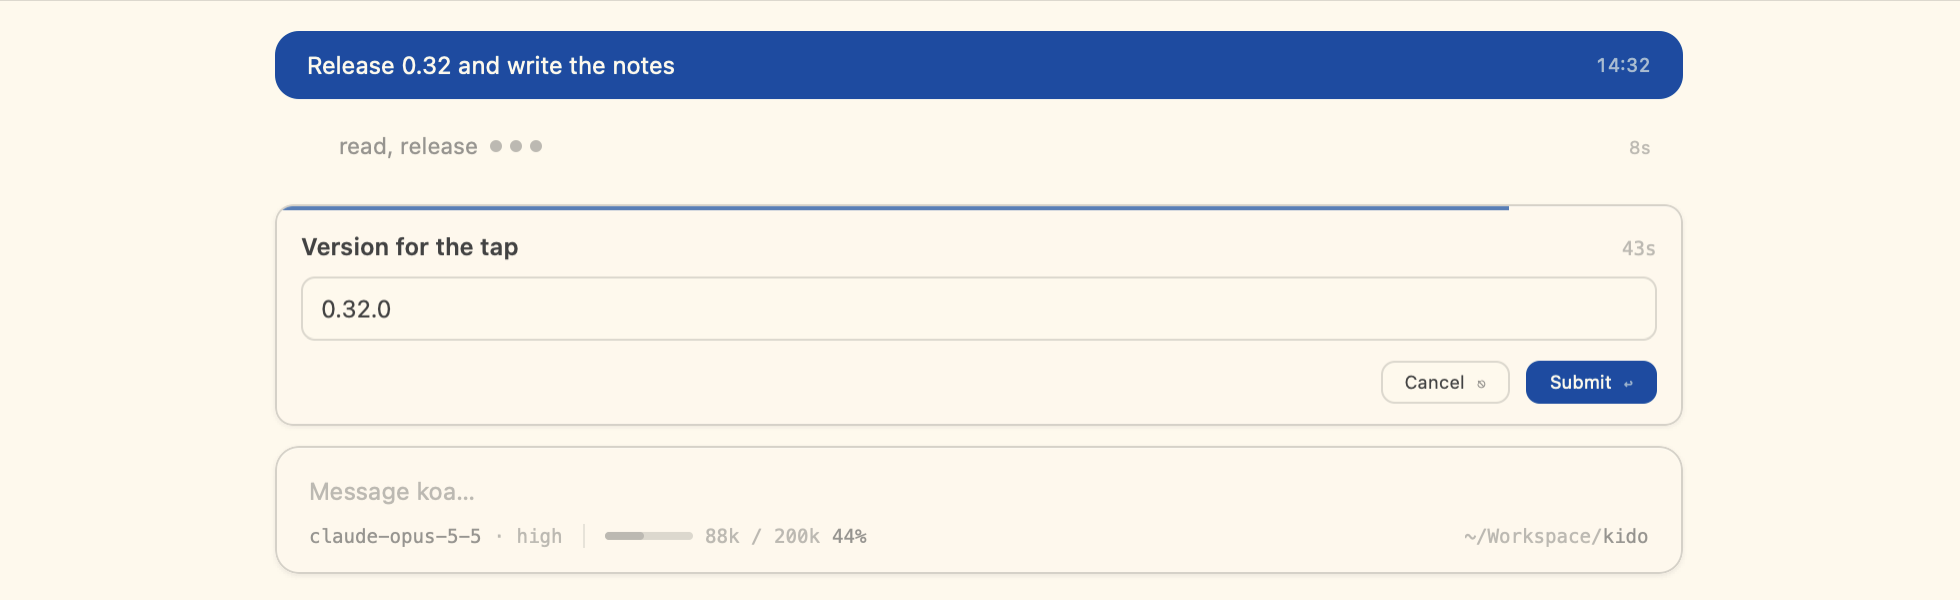 Release 0.32 and write the notes 14:32
read, release 8s
Version for the tap 43s
0.32.0
Cancel Submit ↩
Message koa...
claude-opus-5-5 · high 88k / 200k 44% ~/Workspace/kido